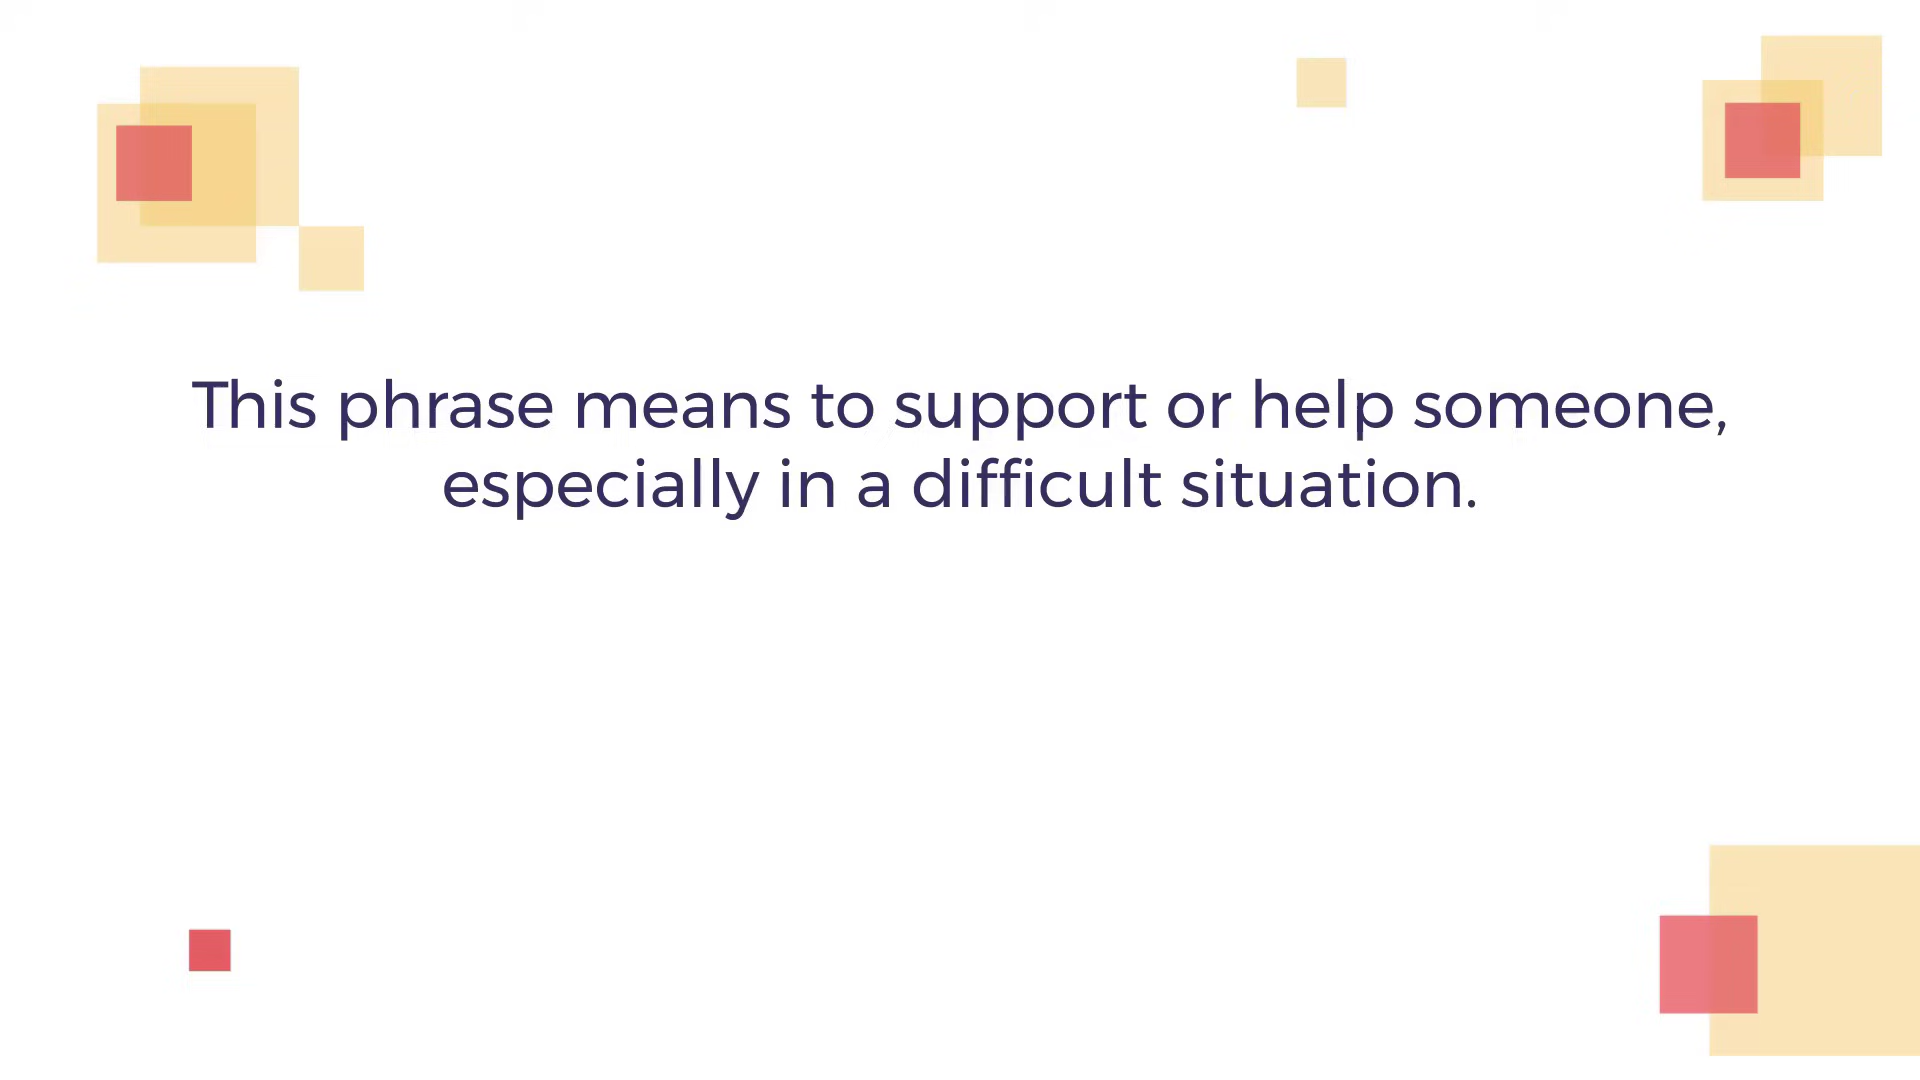 This phrase means to support or help someone,
especially in a difficult situation.